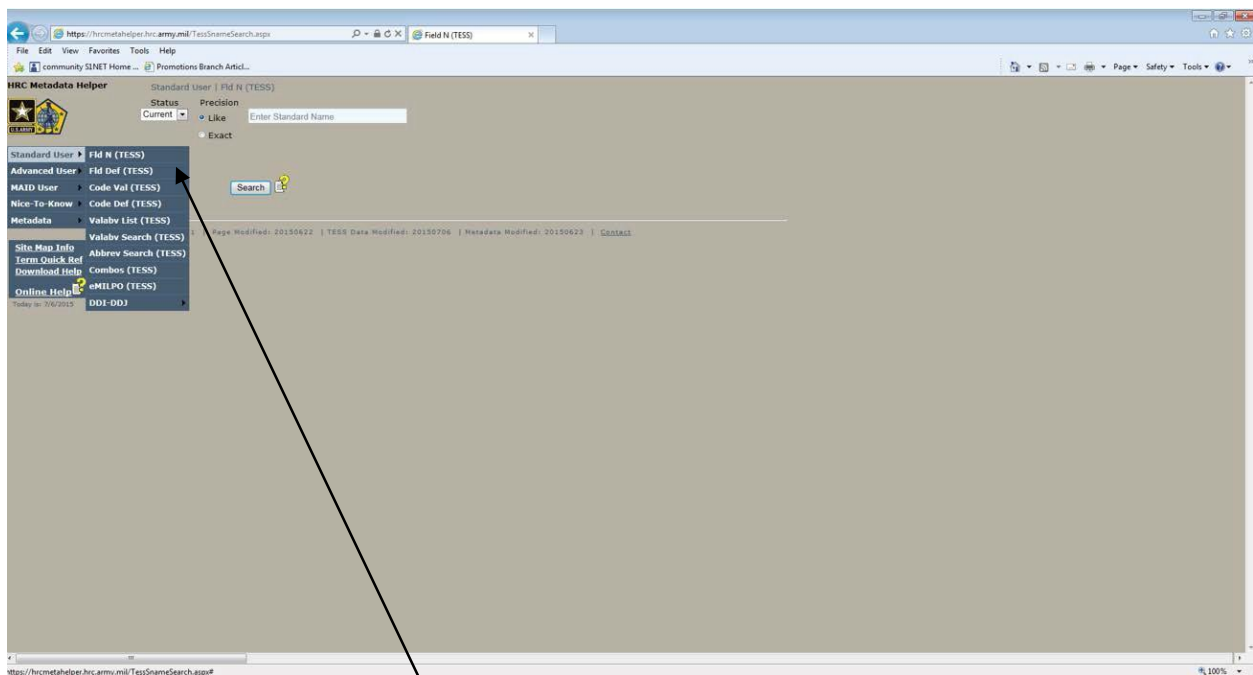 https://hrcmetahelper.hrc.army.mil/TessSnameSearch.aspx
Field N (TESS)
File Edit View Favorites Tools Help
community S1NET Home ...
Promotions Branch Articl...
Page Safety Tools
HRC Metadata Helper
Standard User | Fld N (TESS)
Status
Precision
U.S.ARMY
Current
Like
Enter Standard Name
Exact
Standard User
Fld N (TESS)
Advanced User
Fld Def (TESS)
MAID User
Code Val (TESS)
Search
Nice-To-Know
Code Def (TESS)
Metadata
Valabv List (TESS)
Valabv Search (TESS)
| Page Modified: 20150622 | TESS Data Modified: 20150706 | Metadata Modified: 20150623 | Contact
Site Map Info
Abbrev Search (TESS)
Term Quick Ref
Download Help
Combos (TESS)
Online Help
eMILPO (TESS)
Today is: 7/6/2015
DDI-DDJ
https://hrcmetahelper.hrc.army.mil/TessSnameSearch.aspx#
100%